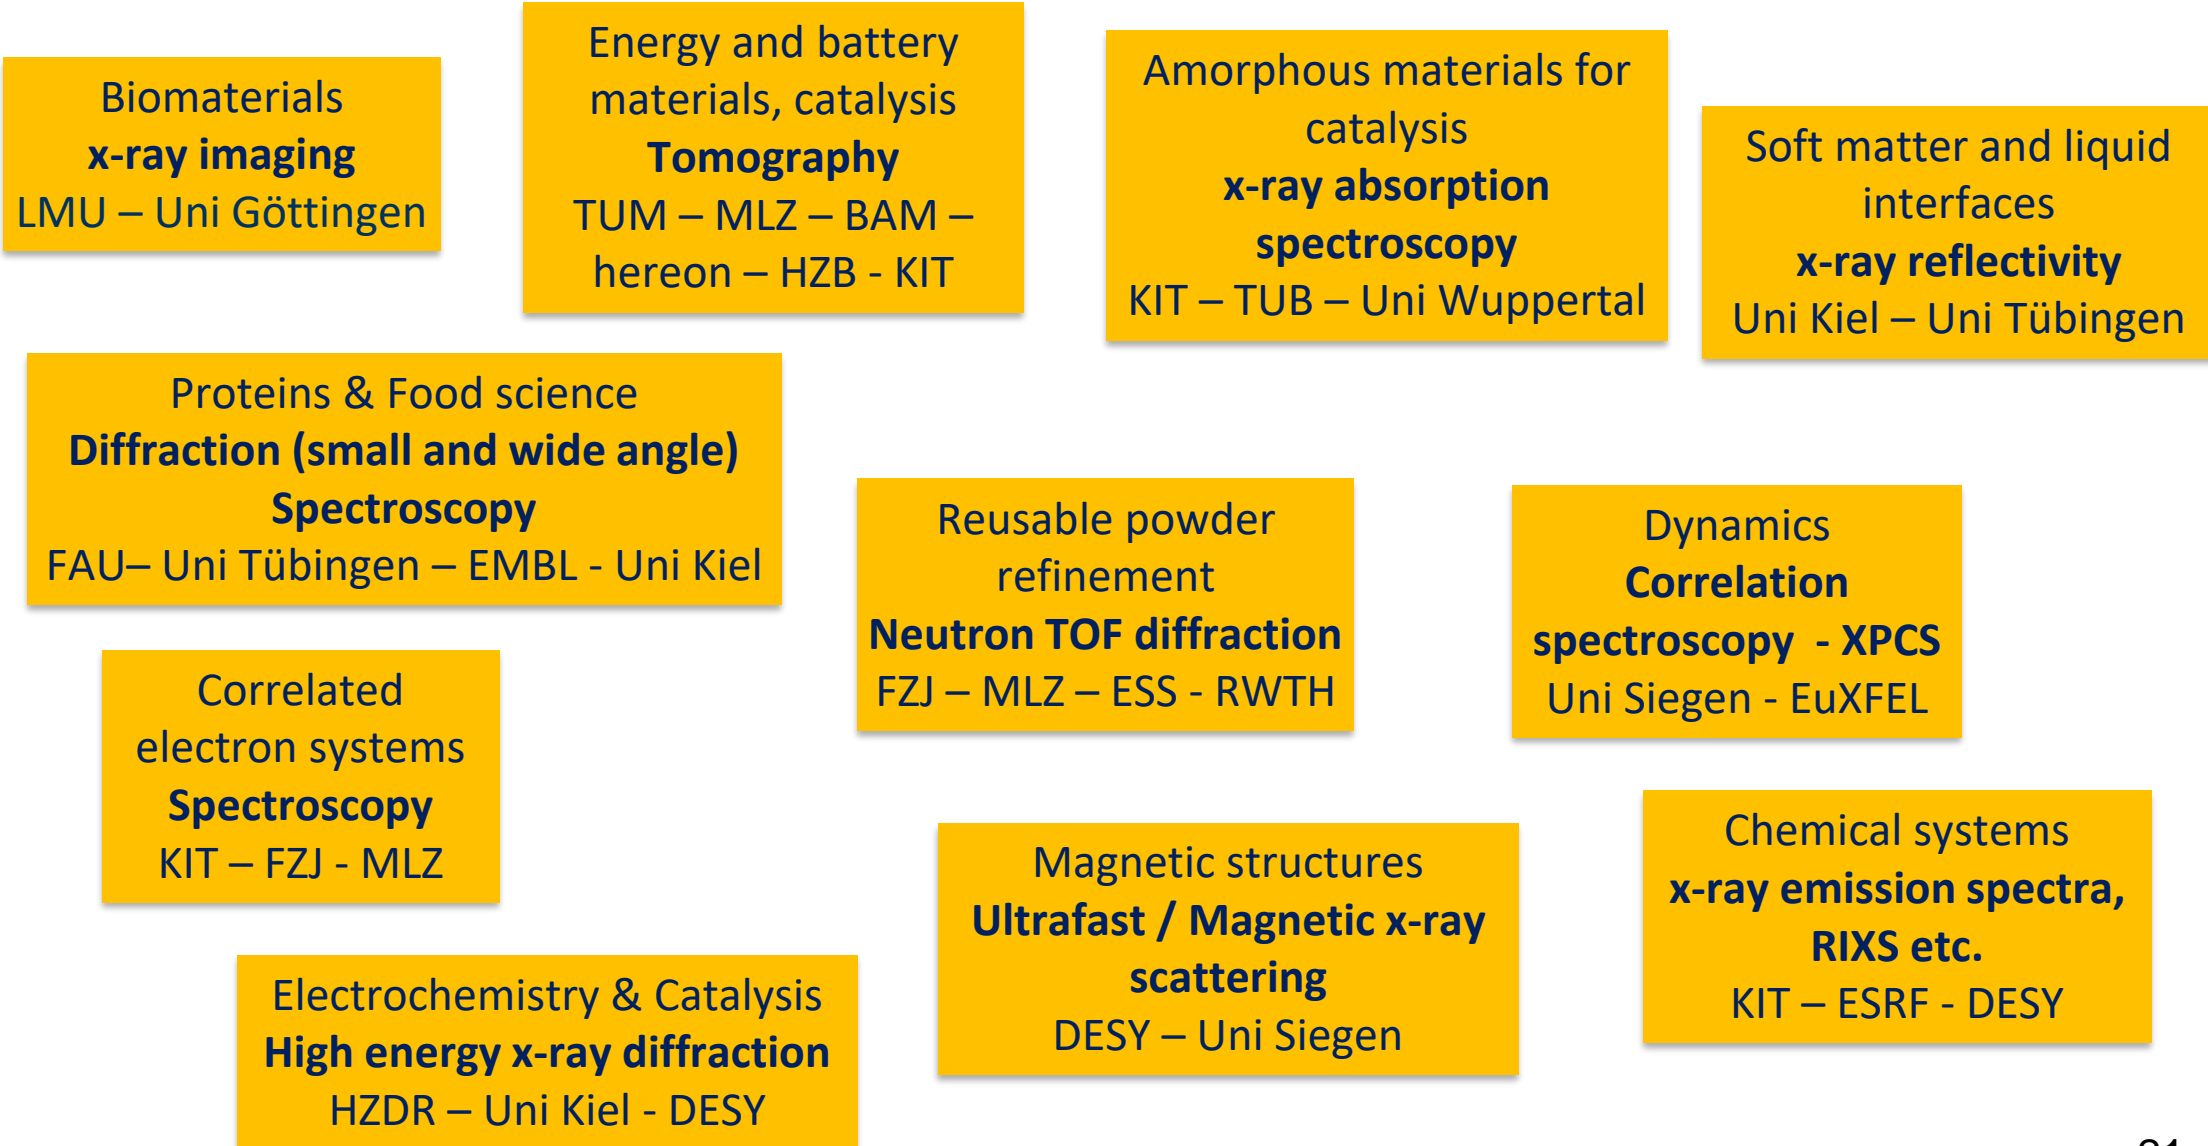 Biomaterials
x-ray imaging
LMU – Uni Göttingen
Energy and battery
materials, catalysis
Tomography
TUM – MLZ – BAM –
hereon – HZB - KIT
Amorphous materials for
catalysis
x-ray absorption
spectroscopy
KIT – TUB – Uni Wuppertal
Soft matter and liquid
interfaces
x-ray reflectivity
Uni Kiel – Uni Tübingen
Proteins & Food science
Diffraction (small and wide angle)
Spectroscopy
FAU– Uni Tübingen – EMBL - Uni Kiel
Reusable powder
refinement
Neutron TOF diffraction
FZJ – MLZ – ESS - RWTH
Dynamics
Correlation
spectroscopy - XPCS
Uni Siegen - EuXFEL
Correlated
electron systems
Spectroscopy
KIT – FZJ - MLZ
Magnetic structures
Ultrafast / Magnetic x-ray
scattering
DESY – Uni Siegen
Chemical systems
x-ray emission spectra,
RIXS etc.
KIT – ESRF - DESY
Electrochemistry & Catalysis
High energy x-ray diffraction
HZDR – Uni Kiel - DESY